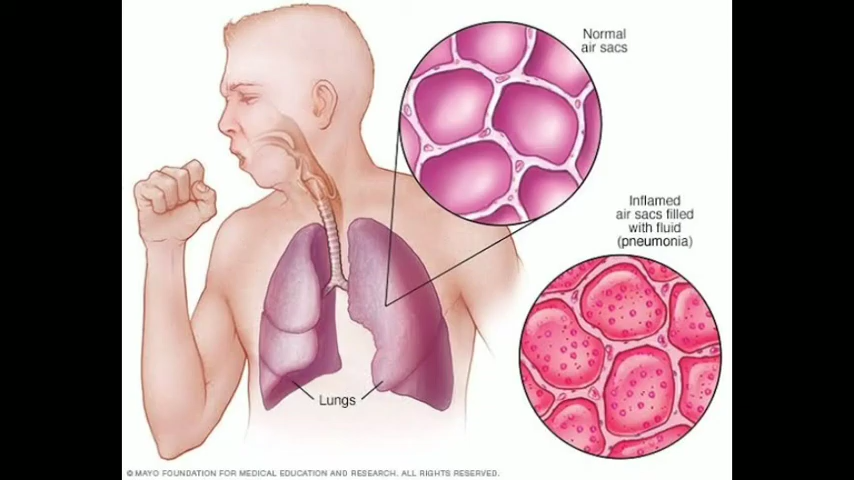 Normal
air sacs
Inflamed
air sacs filled
with fluid
(pneumonia)
Lungs
© MAYO FOUNDATION FOR MEDICAL EDUCATION AND RESEARCH. ALL RIGHTS RESERVED.